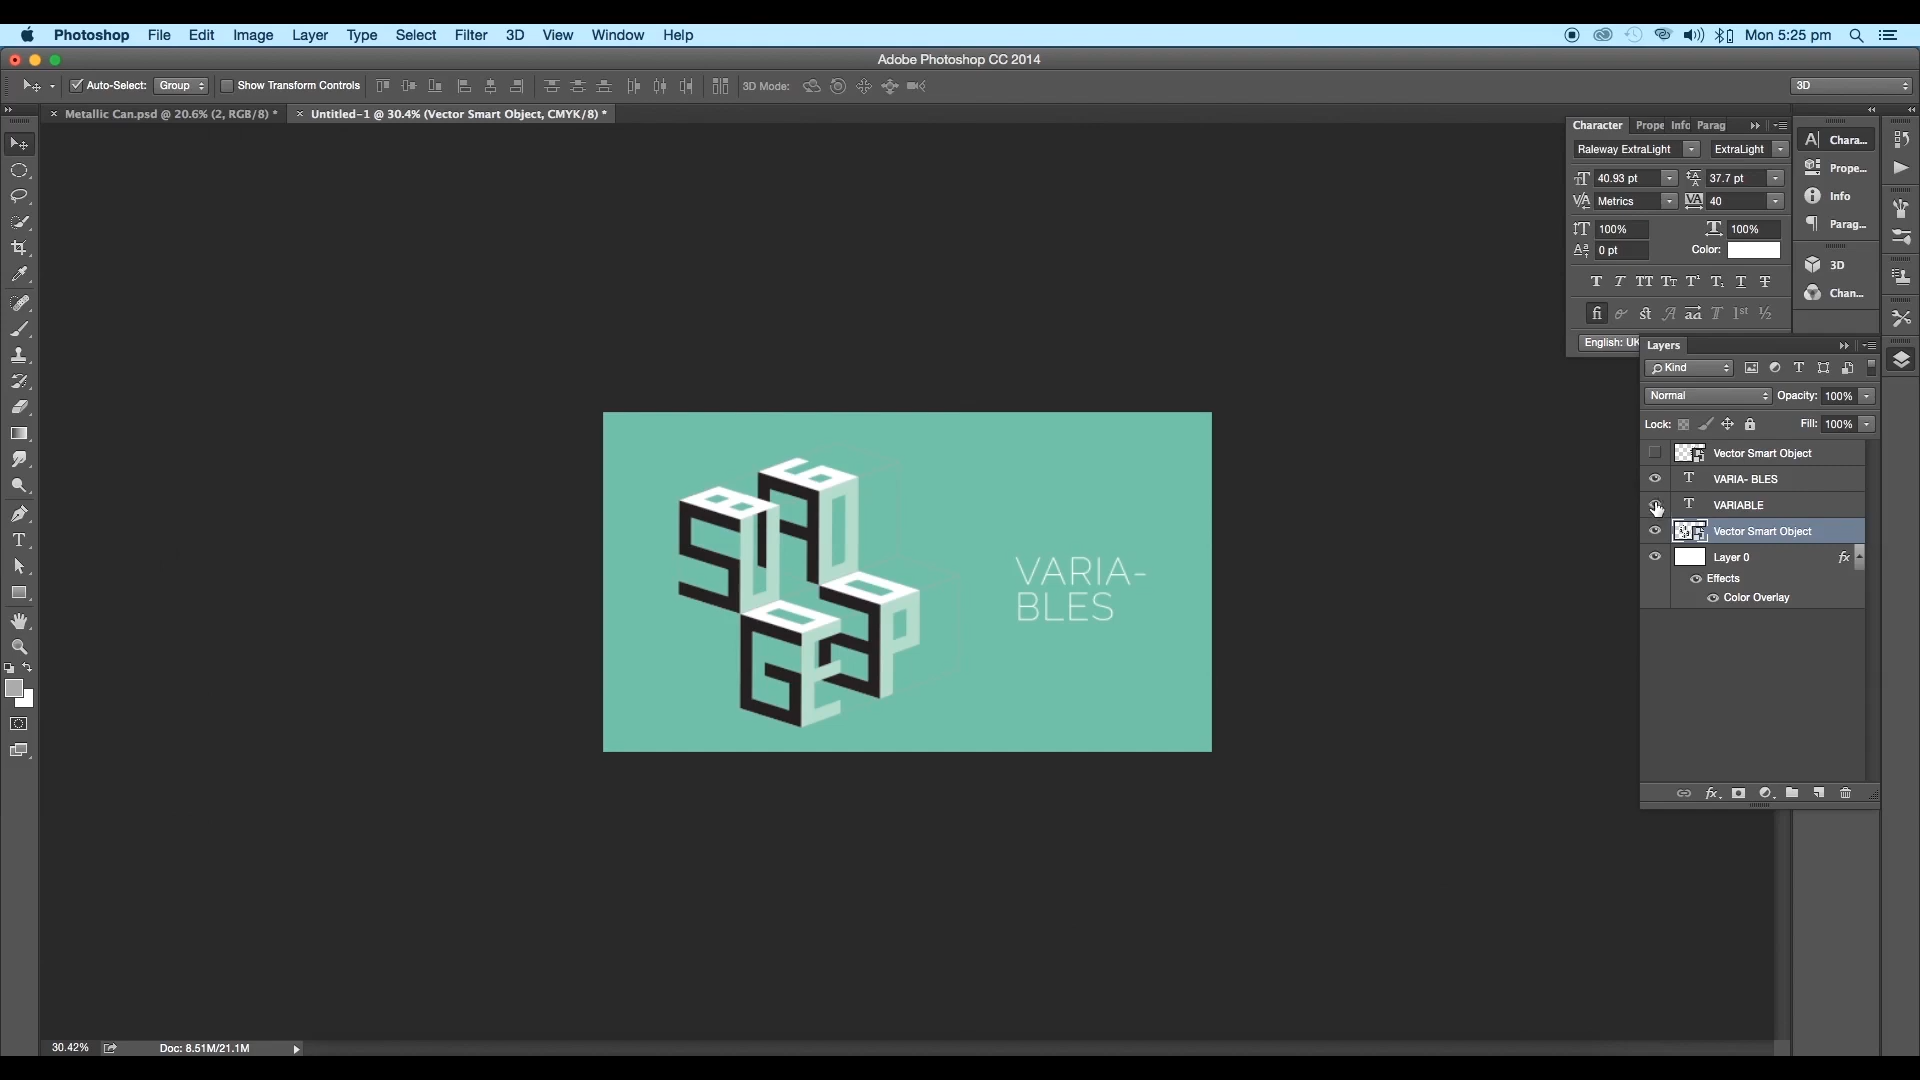 Photoshop File Edit Image Layer Type Select Filter 3D View Window Help Mon 5:25 pm
Adobe Photoshop CC 2014
Auto-Select: Group Show Transform Controls 3D Mode: 3D
× Metallic Can.psd @ 20.6% (2, RGB/8) * × Untitled-1 @ 30.4% (Vector Smart Object, CMYK/8) *
Character Prope Info Parag
Raleway ExtraLight ExtraLight
40.93 pt 37.7 pt
Metrics 40
100% 100%
0 pt Color:
English: UK
Chara...
Prope...
Info
Parag...
3D
Chan...
Layers
Kind
Normal Opacity: 100%
Lock: Fill: 100%
Vector Smart Object
VARIA- BLES
VARIABLE
Vector Smart Object
Layer 0 fx
Effects
Color Overlay
VARIA-
BLES
30.42% Doc: 8.51M/21.1M